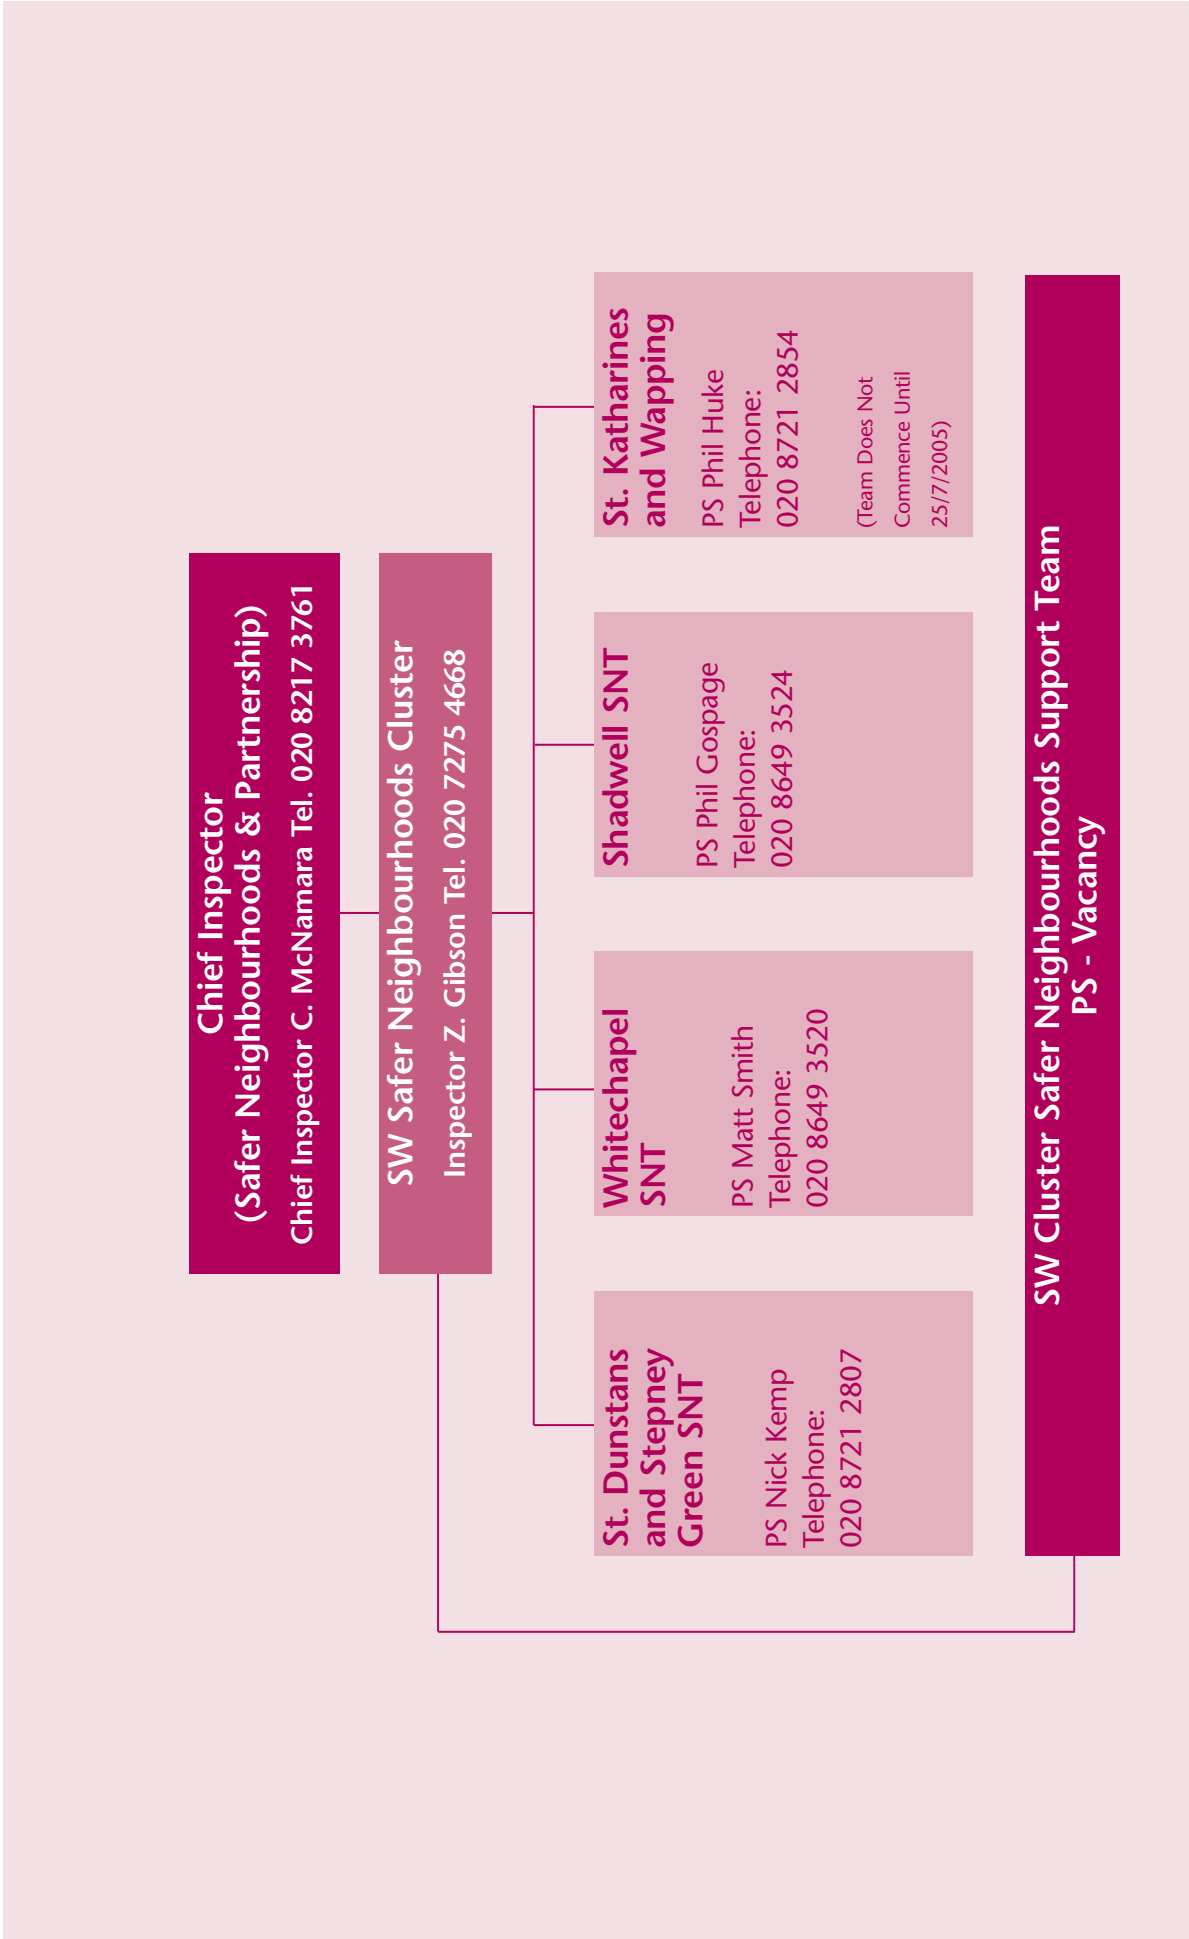 Chief Inspector
(Safer Neighbourhoods & Partnership)
Chief Inspector C. McNamara Tel. 020 8217 3761
SW Safer Neighbourhoods Cluster
Inspector Z. Gibson Tel. 020 7275 4668
St. Dunstans
and Stepney
Green SNT
PS Nick Kemp
Telephone:
020 8721 2807
Whitechapel
SNT
PS Matt Smith
Telephone:
020 8649 3520
Shadwell SNT
PS Phil Gospage
Telephone:
020 8649 3524
St. Katharines
and Wapping
PS Phil Huke
Telephone:
020 8721 2854
(Team Does Not
Commence Until
25/7/2005)
SW Cluster Safer Neighbourhoods Support Team
PS - Vacancy